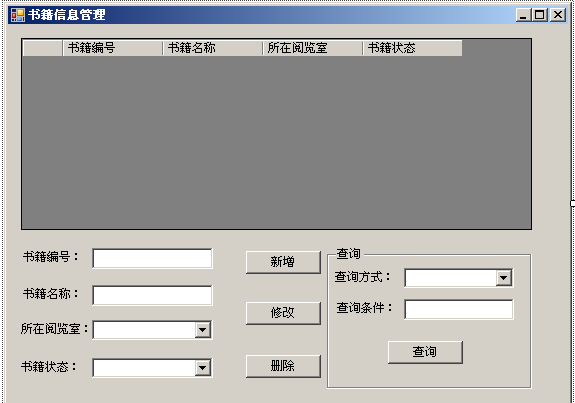 书籍信息管理
书籍编号 书籍名称 所在阅览室 书籍状态
书籍编号：
书籍名称：
所在阅览室：
书籍状态：
新增
修改
删除
查询
查询方式：
查询条件：
查询